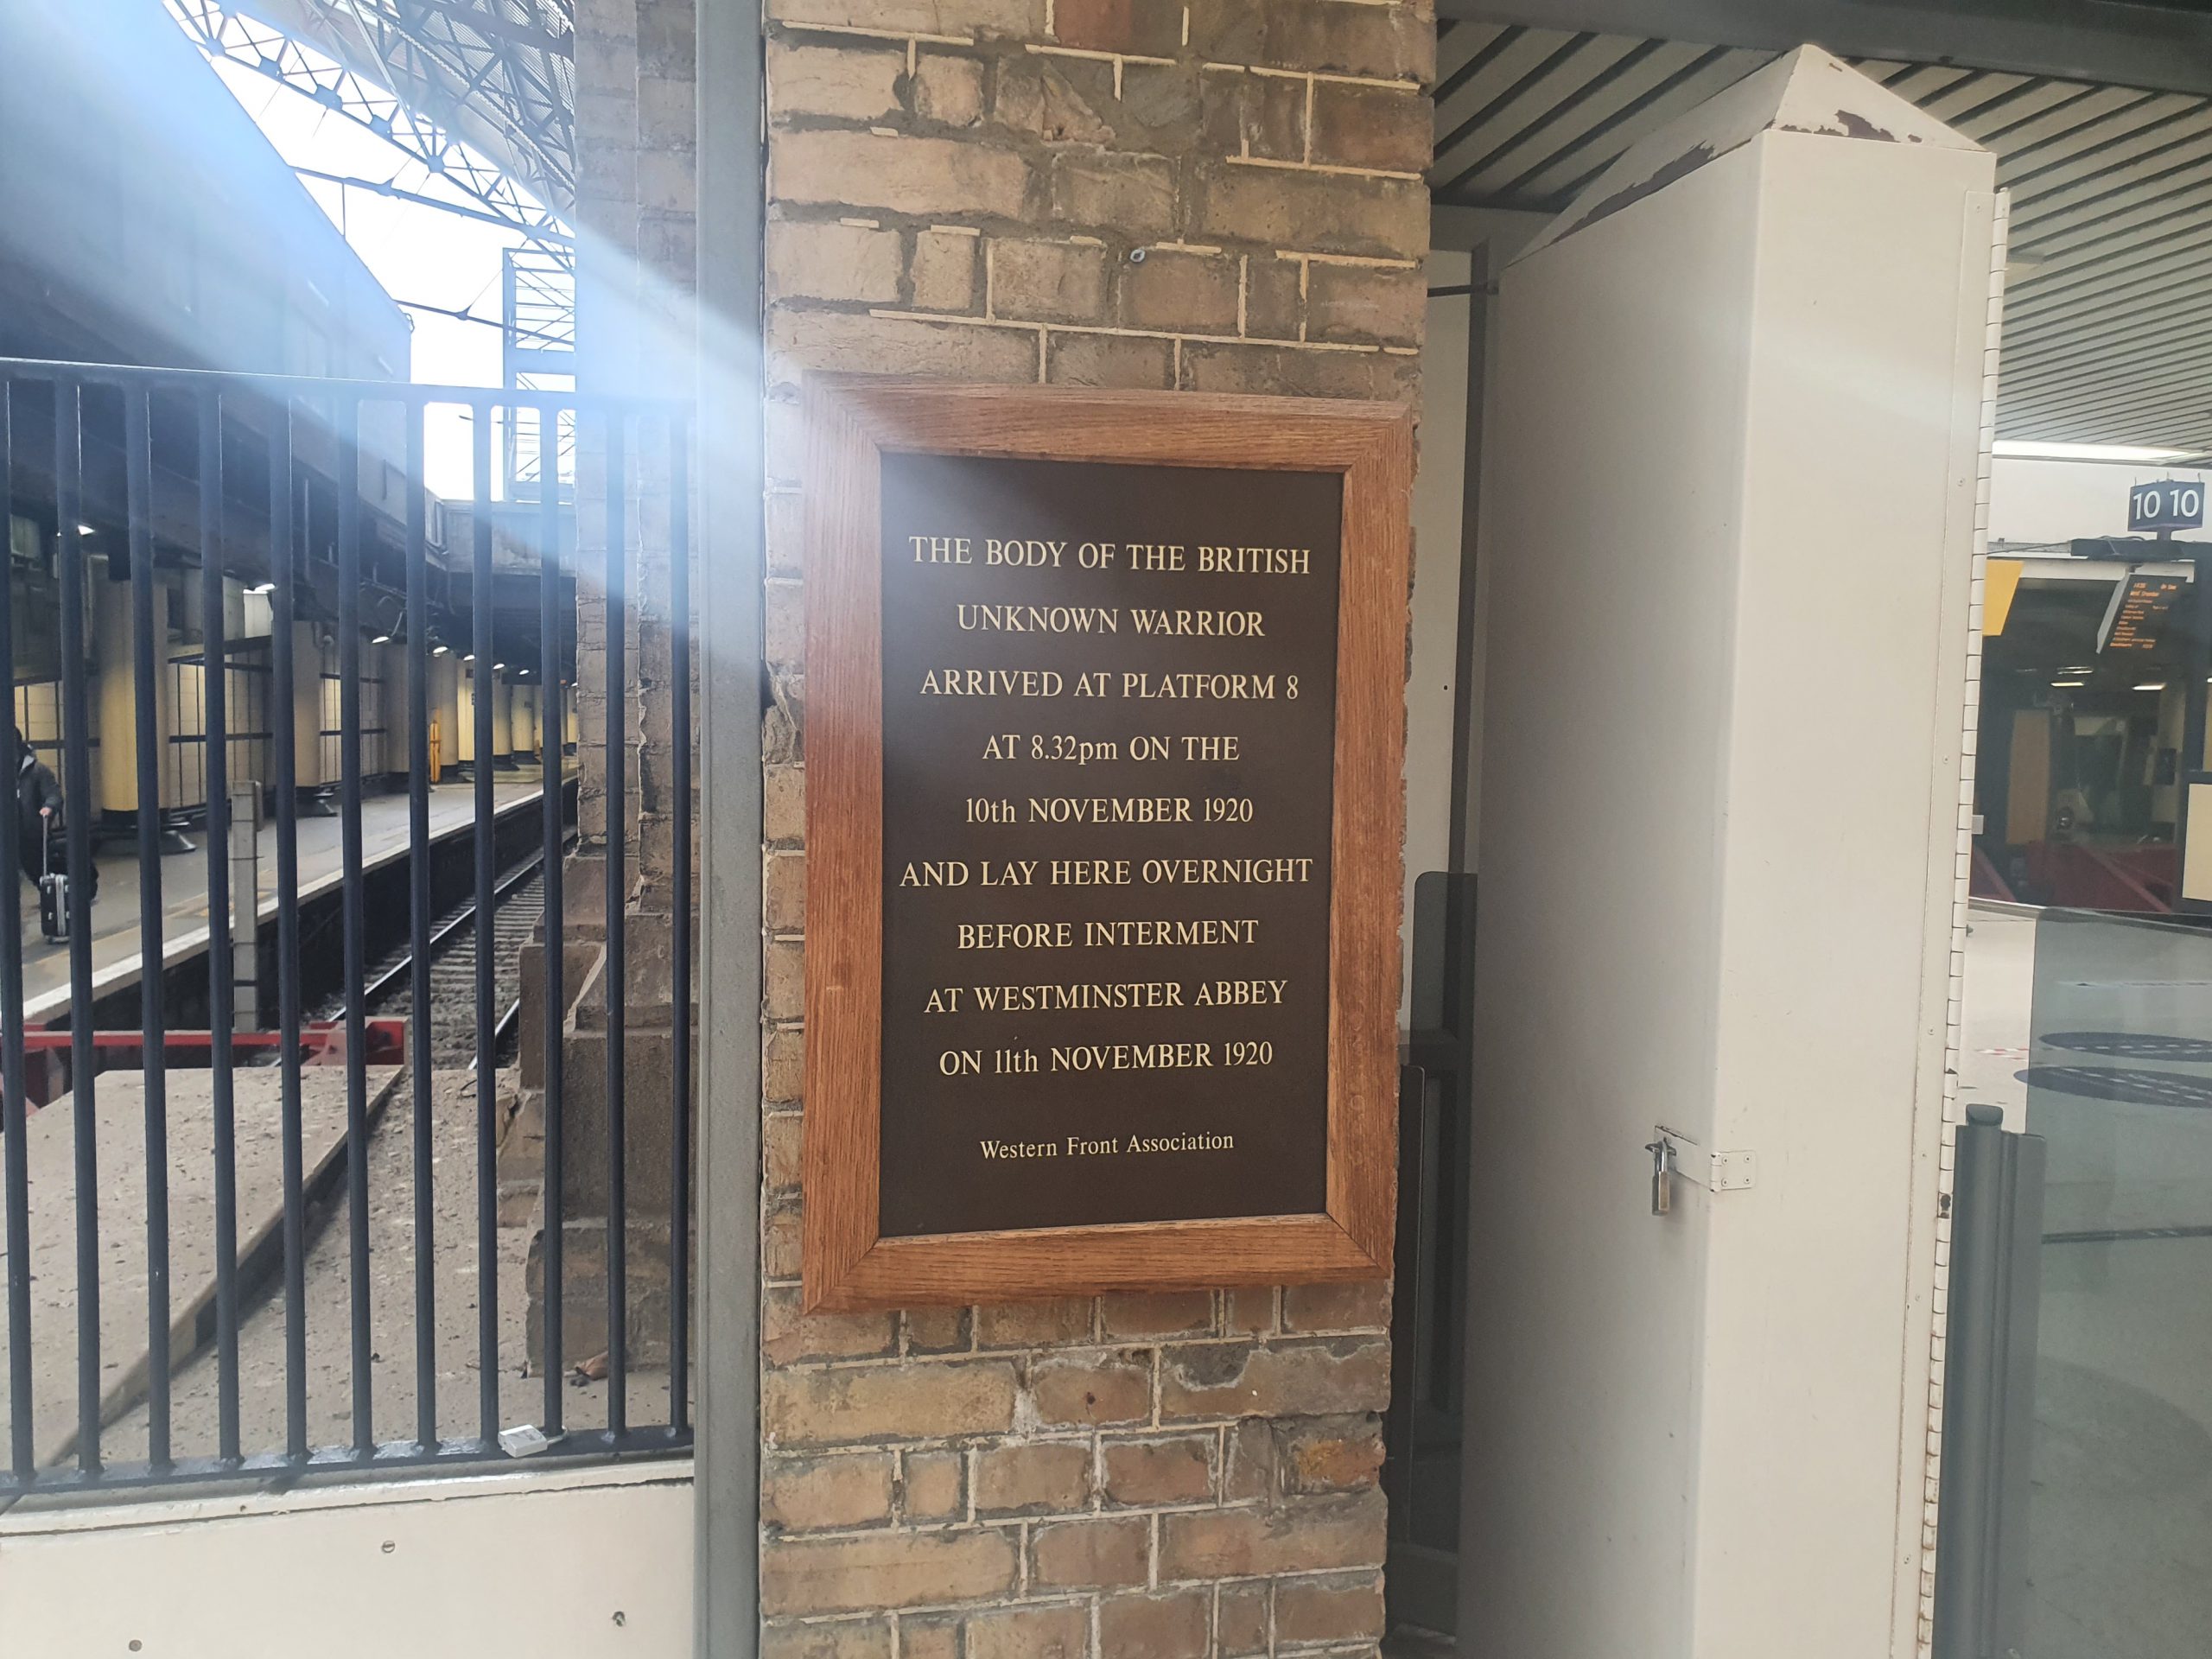 THE BODY OF THE BRITISH
UNKNOWN WARRIOR
ARRIVED AT PLATFORM 8
AT 8.32pm ON THE
10th NOVEMBER 1920
AND LAY HERE OVERNIGHT
BEFORE INTERMENT
AT WESTMINSTER ABBEY
ON 11th NOVEMBER 1920
Western Front Association
10 10